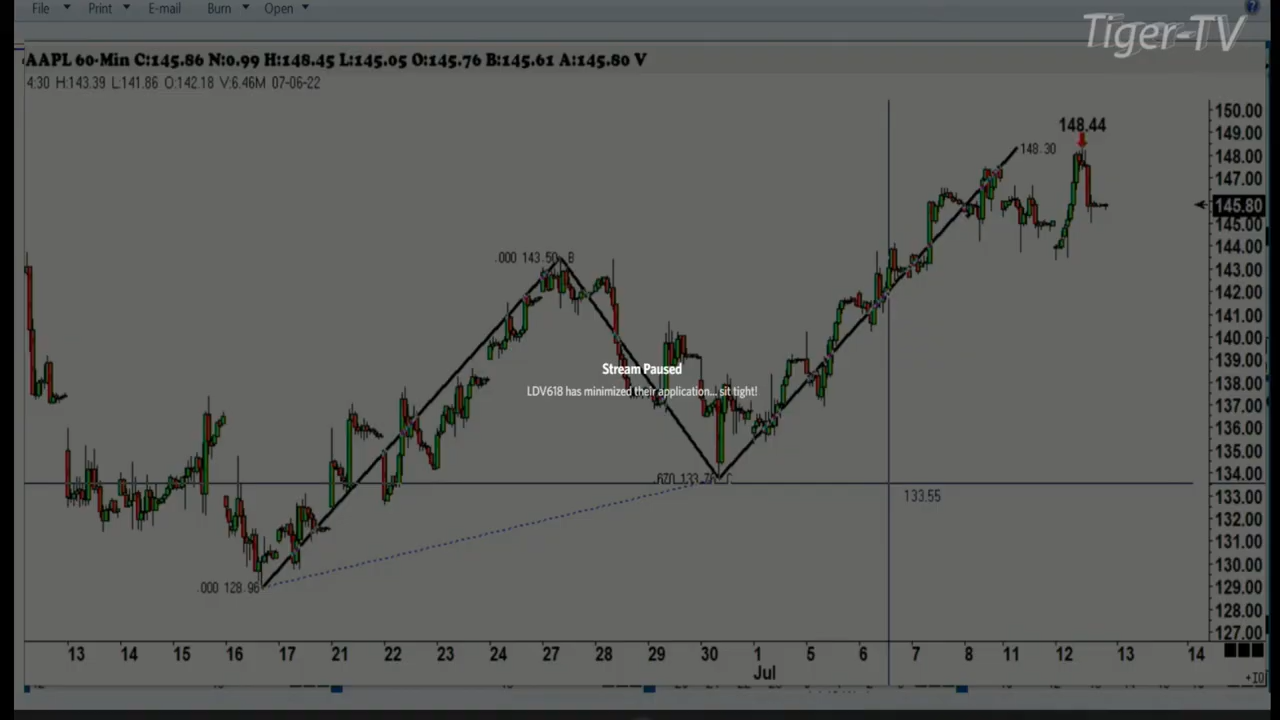 File Print E-mail Burn Open
Tiger-TV
AAPL 60-Min C:145.86 N:0.99 H:148.45 L:145.05 O:145.76 B:145.61 A:145.80 V
4:30 H:143.39 L:141.86 O:142.18 V:6.46M 07-06-22
150.00
148.44
149.00
148.30
148.00
147.00
145.80
145.00
144.00
.000 143.50 B
143.00
142.00
141.00
140.00
139.00
Stream Paused
138.00
LDV618 has minimized their application... sit tight!
137.00
136.00
135.00
134.00
.670 133.76 C
133.55
133.00
132.00
131.00
130.00
.000 128.96
129.00
128.00
127.00
13 14 15 16 17 21 22 23 24 27 28 29 30 1 5 6 7 8 11 12 13 14
Jul